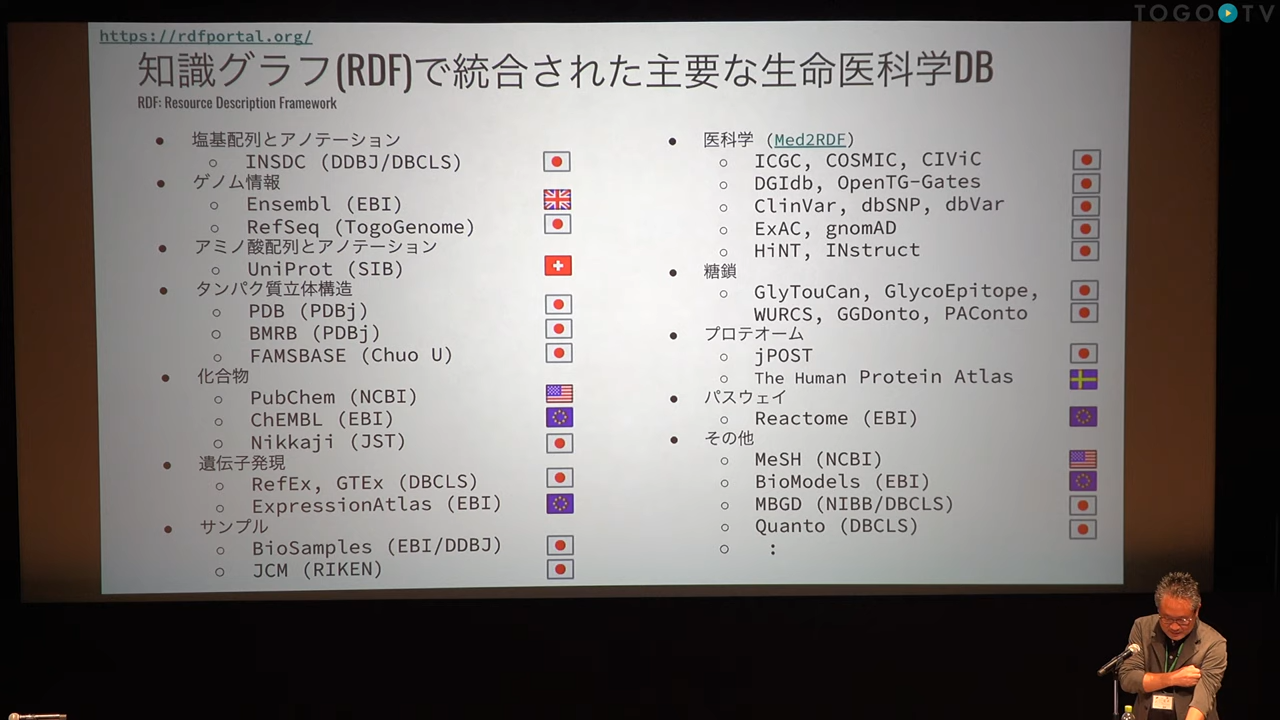 TOGO TV
https://rdfportal.org/
知識グラフ(RDF)で統合された主要な生命医科学DB
RDF: Resource Description Framework
塩基配列とアノテーション
INSDC (DDBJ/DBCLS)
ゲノム情報
Ensembl (EBI)
RefSeq (TogoGenome)
アミノ酸配列とアノテーション
UniProt (SIB)
タンパク質立体構造
PDB (PDBj)
BMRB (PDBj)
FAMSBASE (Chuo U)
化合物
PubChem (NCBI)
ChEMBL (EBI)
Nikkaji (JST)
遺伝子発現
RefEx, GTEx (DBCLS)
ExpressionAtlas (EBI)
サンプル
BioSamples (EBI/DDBJ)
JCM (RIKEN)
医科学 (Med2RDF)
ICGC, COSMIC, CIViC
DGIdb, OpenTG-Gates
ClinVar, dbSNP, dbVar
ExAC, gnomAD
HiNT, INstruct
糖鎖
GlyTouCan, GlycoEpitope,
WURCS, GGDonto, PAConto
プロテオーム
jPOST
The Human Protein Atlas
パスウェイ
Reactome (EBI)
その他
MeSH (NCBI)
BioModels (EBI)
MBGD (NIBB/DBCLS)
Quanto (DBCLS)
: